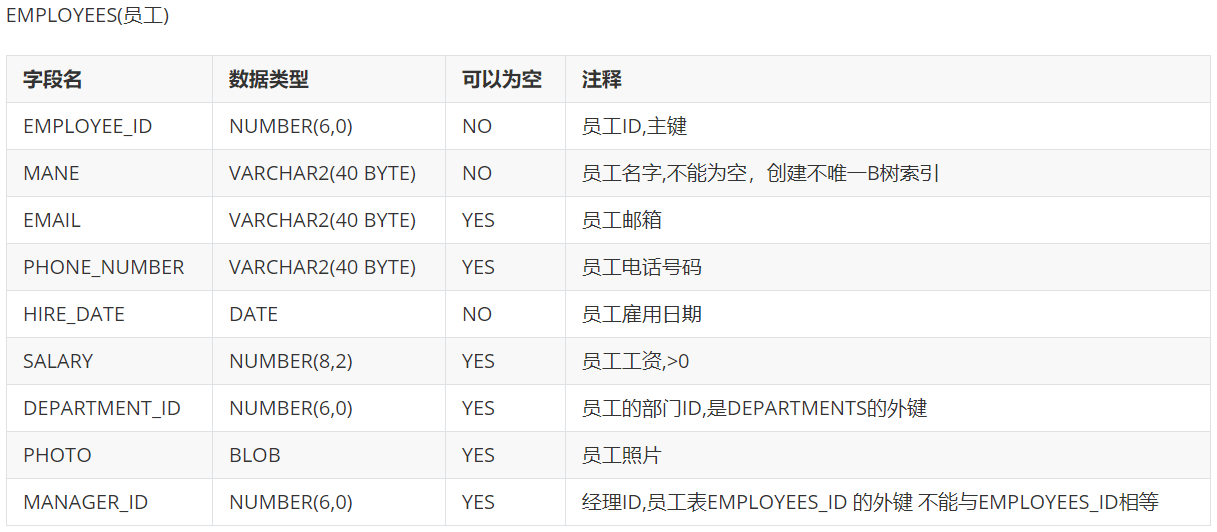 EMPLOYEES(员工)
字段名 数据类型 可以为空 注释
EMPLOYEE_ID NUMBER(6,0) NO 员工ID,主键
MANE VARCHAR2(40 BYTE) NO 员工名字,不能为空，创建不唯一B树索引
EMAIL VARCHAR2(40 BYTE) YES 员工邮箱
PHONE_NUMBER VARCHAR2(40 BYTE) YES 员工电话号码
HIRE_DATE DATE NO 员工雇用日期
SALARY NUMBER(8,2) YES 员工工资,>0
DEPARTMENT_ID NUMBER(6,0) YES 员工的部门ID,是DEPARTMENTS的外键
PHOTO BLOB YES 员工照片
MANAGER_ID NUMBER(6,0) YES 经理ID,员工表EMPLOYEES_ID 的外键 不能与EMPLOYEES_ID相等